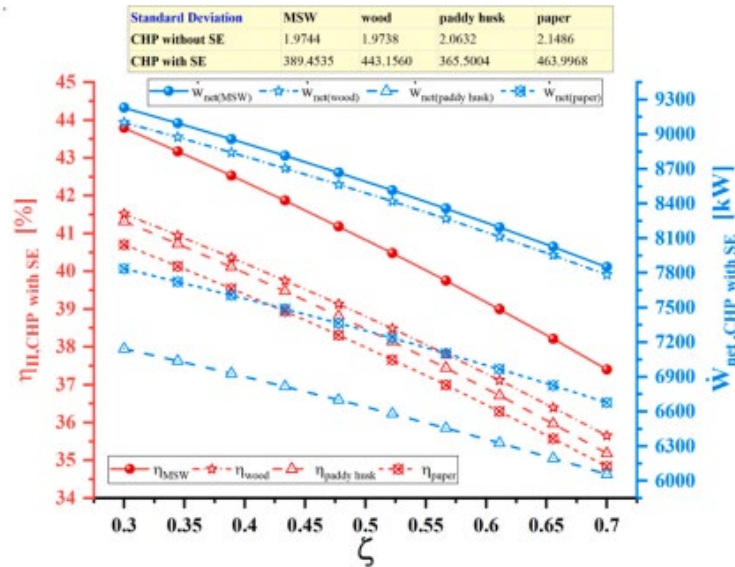 Standard Deviation MSW wood paddy husk paper
CHP without SE 1.9744 1.9738 2.0632 2.1486
CHP with SE 389.4535 443.1560 365.5004 463.9968
Ẇnet(MSW) Ẇnet(wood) Ẇnet(paddy husk) Ẇnet(paper)
45
44
43
42
41
40
39
38
37
36
35
34
ηII,CHP with SE [%]
9300
9000
8700
8400
8100
7800
7500
7200
6900
6600
6300
6000
Ẇnet ,CHP with SE [kW]
ηMSW ηwood ηpaddy husk ηpaper
0.3 0.35 0.4 0.45 0.5 0.55 0.6 0.65 0.7
ζ